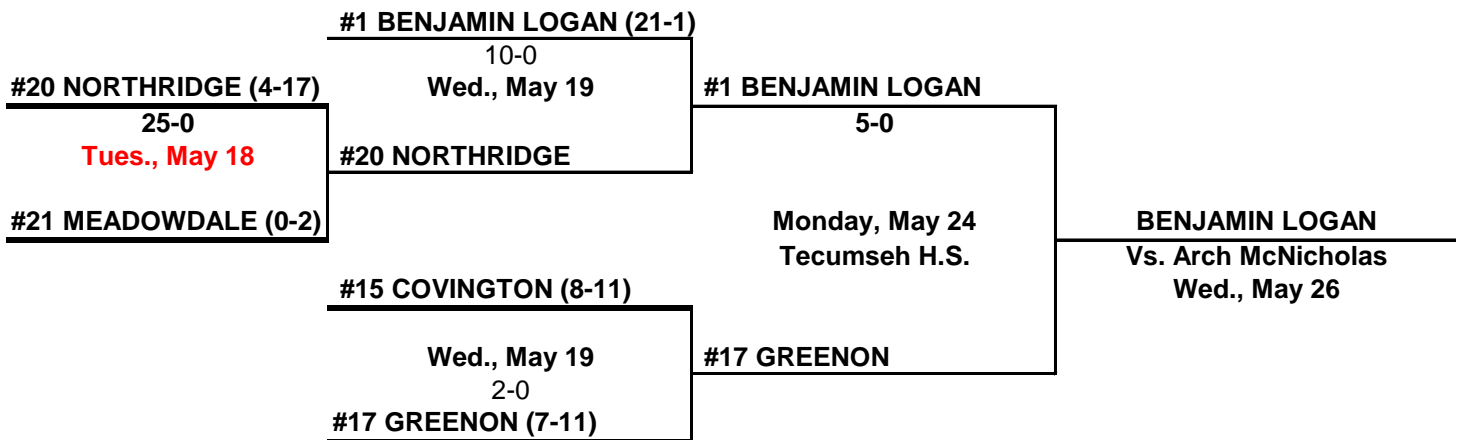 #1 BENJAMIN LOGAN (21-1)
10-0
Wed., May 19
#20 NORTHRIDGE (4-17)
25-0
Tues., May 18
#20 NORTHRIDGE
#21 MEADOWDALE (0-2)
#1 BENJAMIN LOGAN
5-0
Monday, May 24
Tecumseh H.S.
BENJAMIN LOGAN
Vs. Arch McNicholas
Wed., May 26
#15 COVINGTON (8-11)
Wed., May 19
2-0
#17 GREENON (7-11)
#17 GREENON